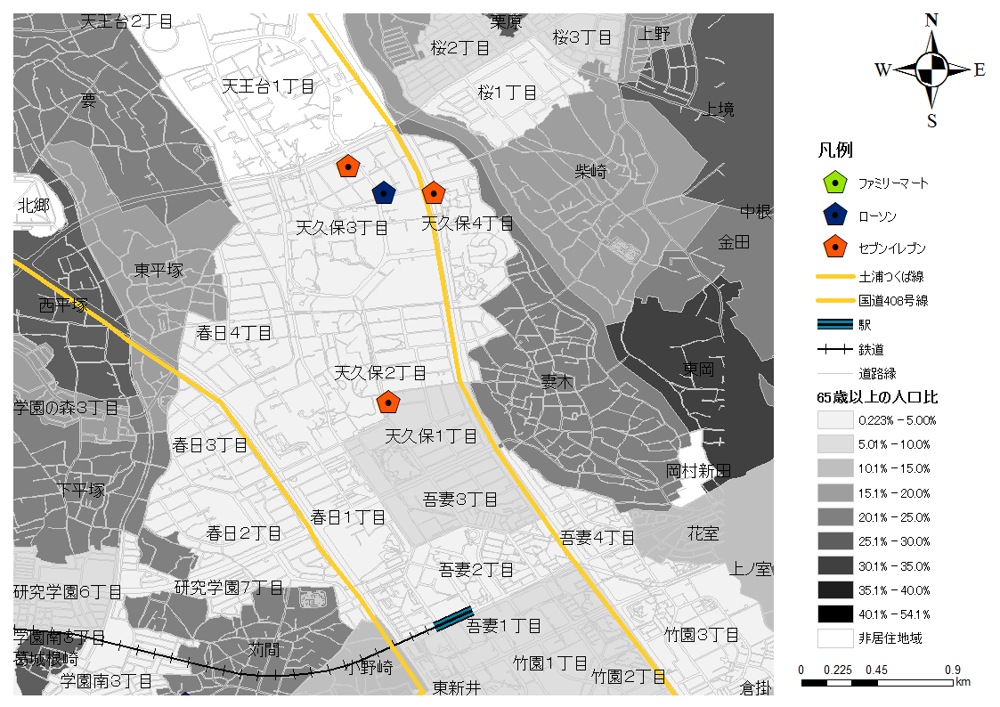 天王台2丁目
栗原
桜2丁目
桜3丁目
上野
N
W
E
S
天王台1丁目
桜1丁目
要
上境
凡例
柴崎
ファミリーマート
北郷
天久保3丁目
天久保4丁目
中根
ローソン
金田
セブンイレブン
東平塚
土浦つくば線
西平塚
国道408号線
春日4丁目
駅
鉄道
天久保2丁目
妻木
東岡
道路縁
65歳以上の人口比
学園の森3丁目
0.223% – 5.00%
春日3丁目
天久保1丁目
5.01% – 10.0%
岡村新田
10.1% – 15.0%
下平塚
吾妻3丁目
15.1% – 20.0%
春日1丁目
20.1% – 25.0%
春日2丁目
吾妻4丁目
花室
25.1% – 30.0%
吾妻2丁目
上ノ室
30.1% – 35.0%
研究学園6丁目
研究学園7丁目
35.1% – 40.0%
40.1% – 54.1%
吾妻1丁目
学園南3丁目
竹園3丁目
非居住地域
葛城根崎
苅間
小野崎
竹園1丁目
竹園2丁目
学園南3丁目
東新井
倉掛
0 0.225 0.45 0.9
km